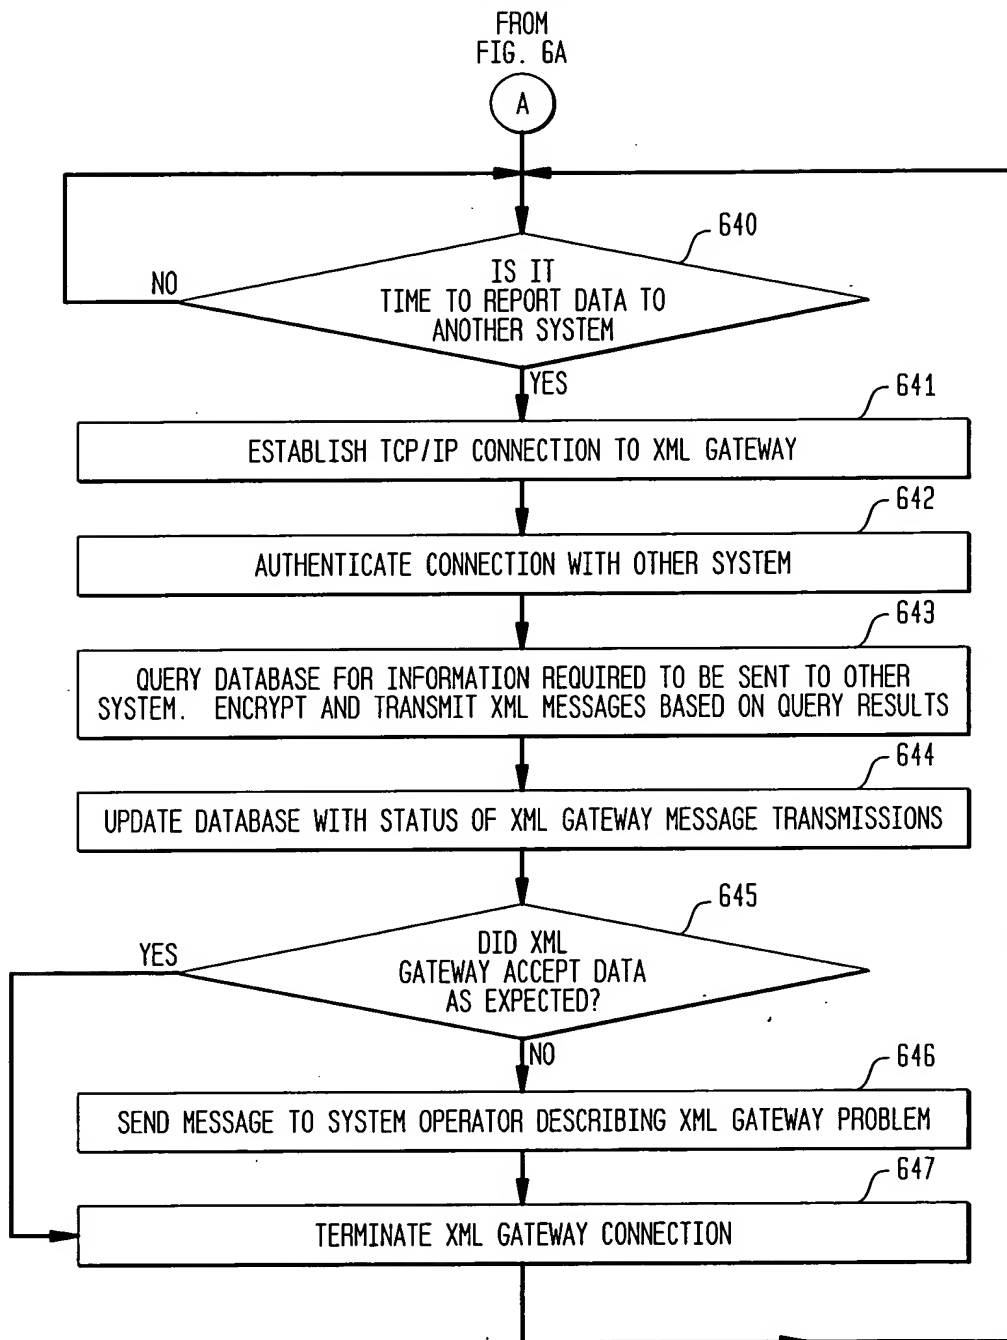 FROM
FIG. 6A
A
640
NO
IS IT
TIME TO REPORT DATA TO
ANOTHER SYSTEM
YES
641
ESTABLISH TCP/IP CONNECTION TO XML GATEWAY
642
AUTHENTICATE CONNECTION WITH OTHER SYSTEM
643
QUERY DATABASE FOR INFORMATION REQUIRED TO BE SENT TO OTHER
SYSTEM. ENCRYPT AND TRANSMIT XML MESSAGES BASED ON QUERY RESULTS
644
UPDATE DATABASE WITH STATUS OF XML GATEWAY MESSAGE TRANSMISSIONS
645
YES
DID XML
GATEWAY ACCEPT DATA
AS EXPECTED?
NO
646
SEND MESSAGE TO SYSTEM OPERATOR DESCRIBING XML GATEWAY PROBLEM
647
TERMINATE XML GATEWAY CONNECTION